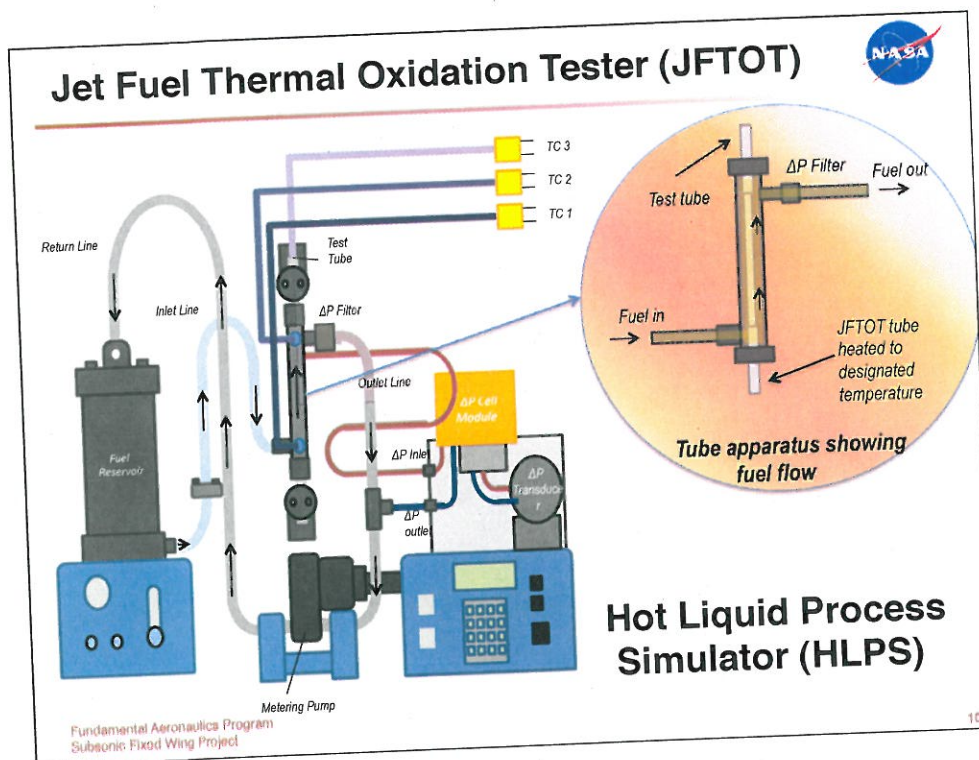 Jet Fuel Thermal Oxidation Tester (JFTOT)
NASA
TC 3
TC 2
TC 1
Return Line
Inlet Line
Test
Tube
ΔP Filter
Outlet Line
Fuel
Reservoir
ΔP Cell
Module
ΔP Inlet
ΔP
outlet
ΔP
Transduce
r
Metering Pump
Test tube
ΔP Filter
Fuel out
Fuel in
JFTOT tube
heated to
designated
temperature
Tube apparatus showing
fuel flow
Hot Liquid Process
Simulator (HLPS)
Fundamental Aeronautics Program
Subsonic Fixed Wing Project
10